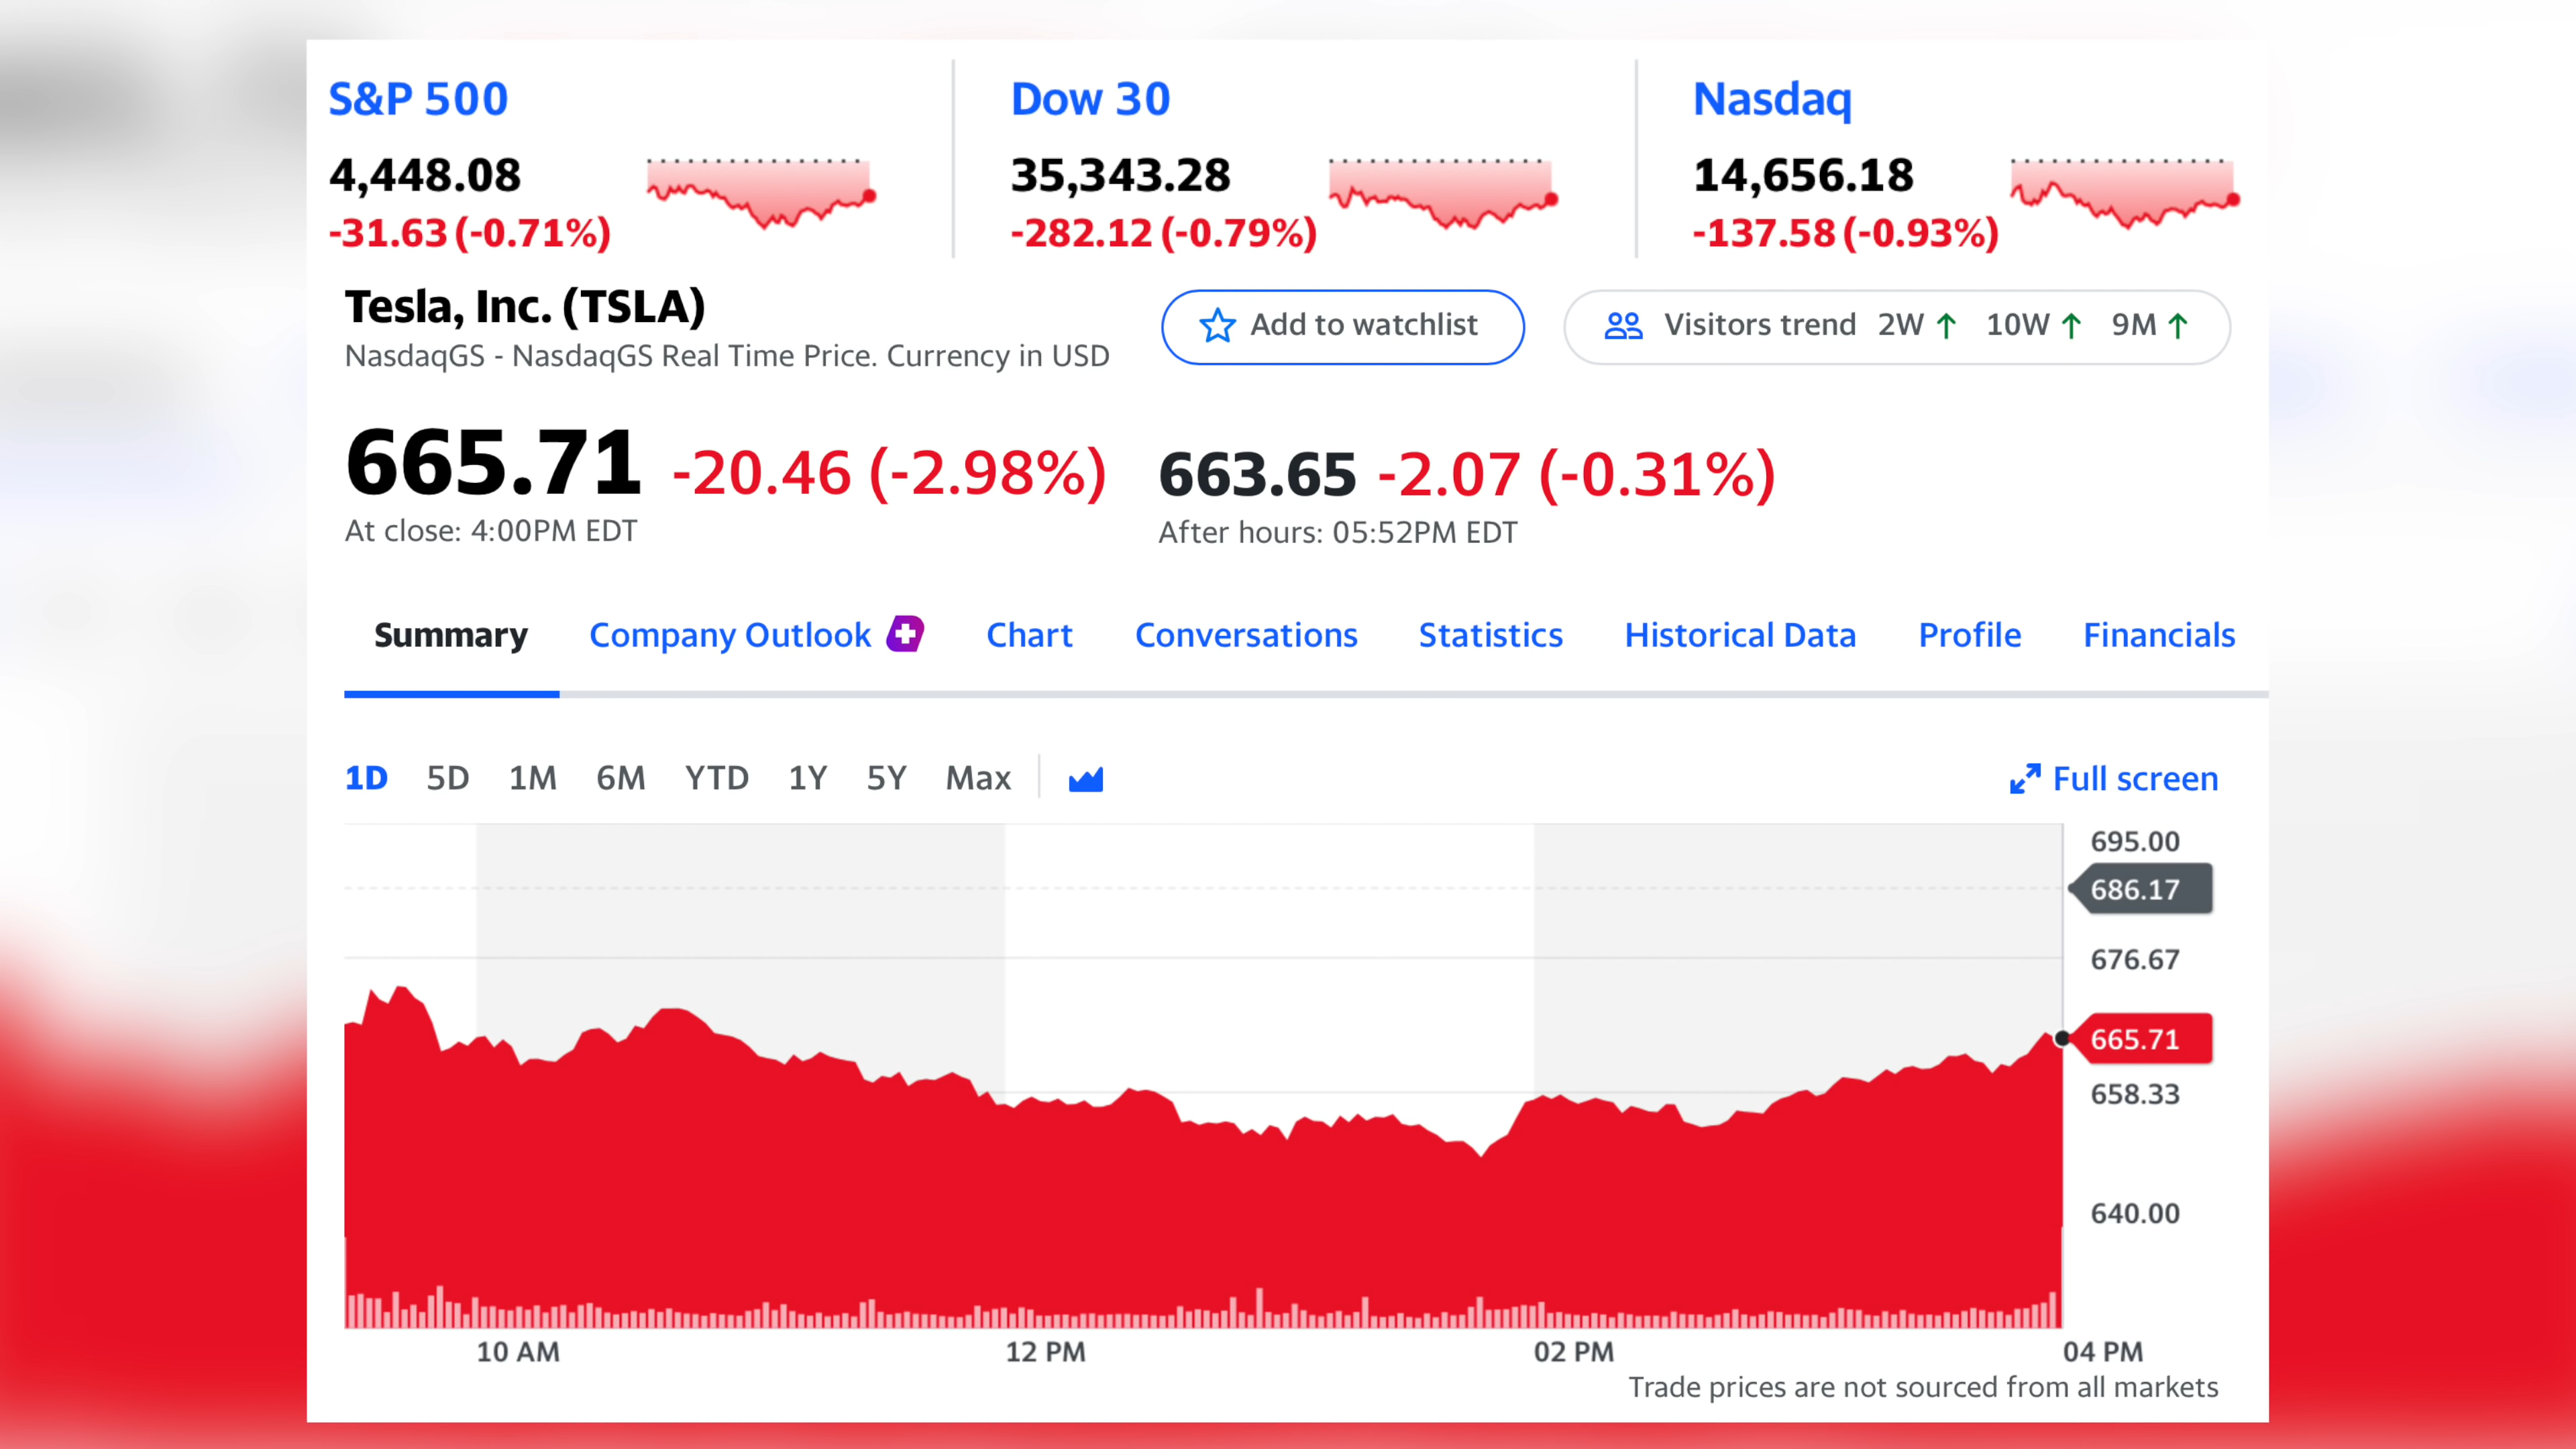 S&P 500
4,448.08
-31.63 (-0.71%)
Dow 30
35,343.28
-282.12 (-0.79%)
Nasdaq
14,656.18
-137.58 (-0.93%)
Tesla, Inc. (TSLA)
NasdaqGS - NasdaqGS Real Time Price. Currency in USD
Add to watchlist
Visitors trend 2W ↑ 10W ↑ 9M ↑
665.71 -20.46 (-2.98%)
At close: 4:00PM EDT
663.65 -2.07 (-0.31%)
After hours: 05:52PM EDT
Summary Company Outlook Chart Conversations Statistics Historical Data Profile Financials
1D 5D 1M 6M YTD 1Y 5Y Max
Full screen
695.00
686.17
676.67
665.71
658.33
640.00
10 AM 12 PM 02 PM 04 PM
Trade prices are not sourced from all markets